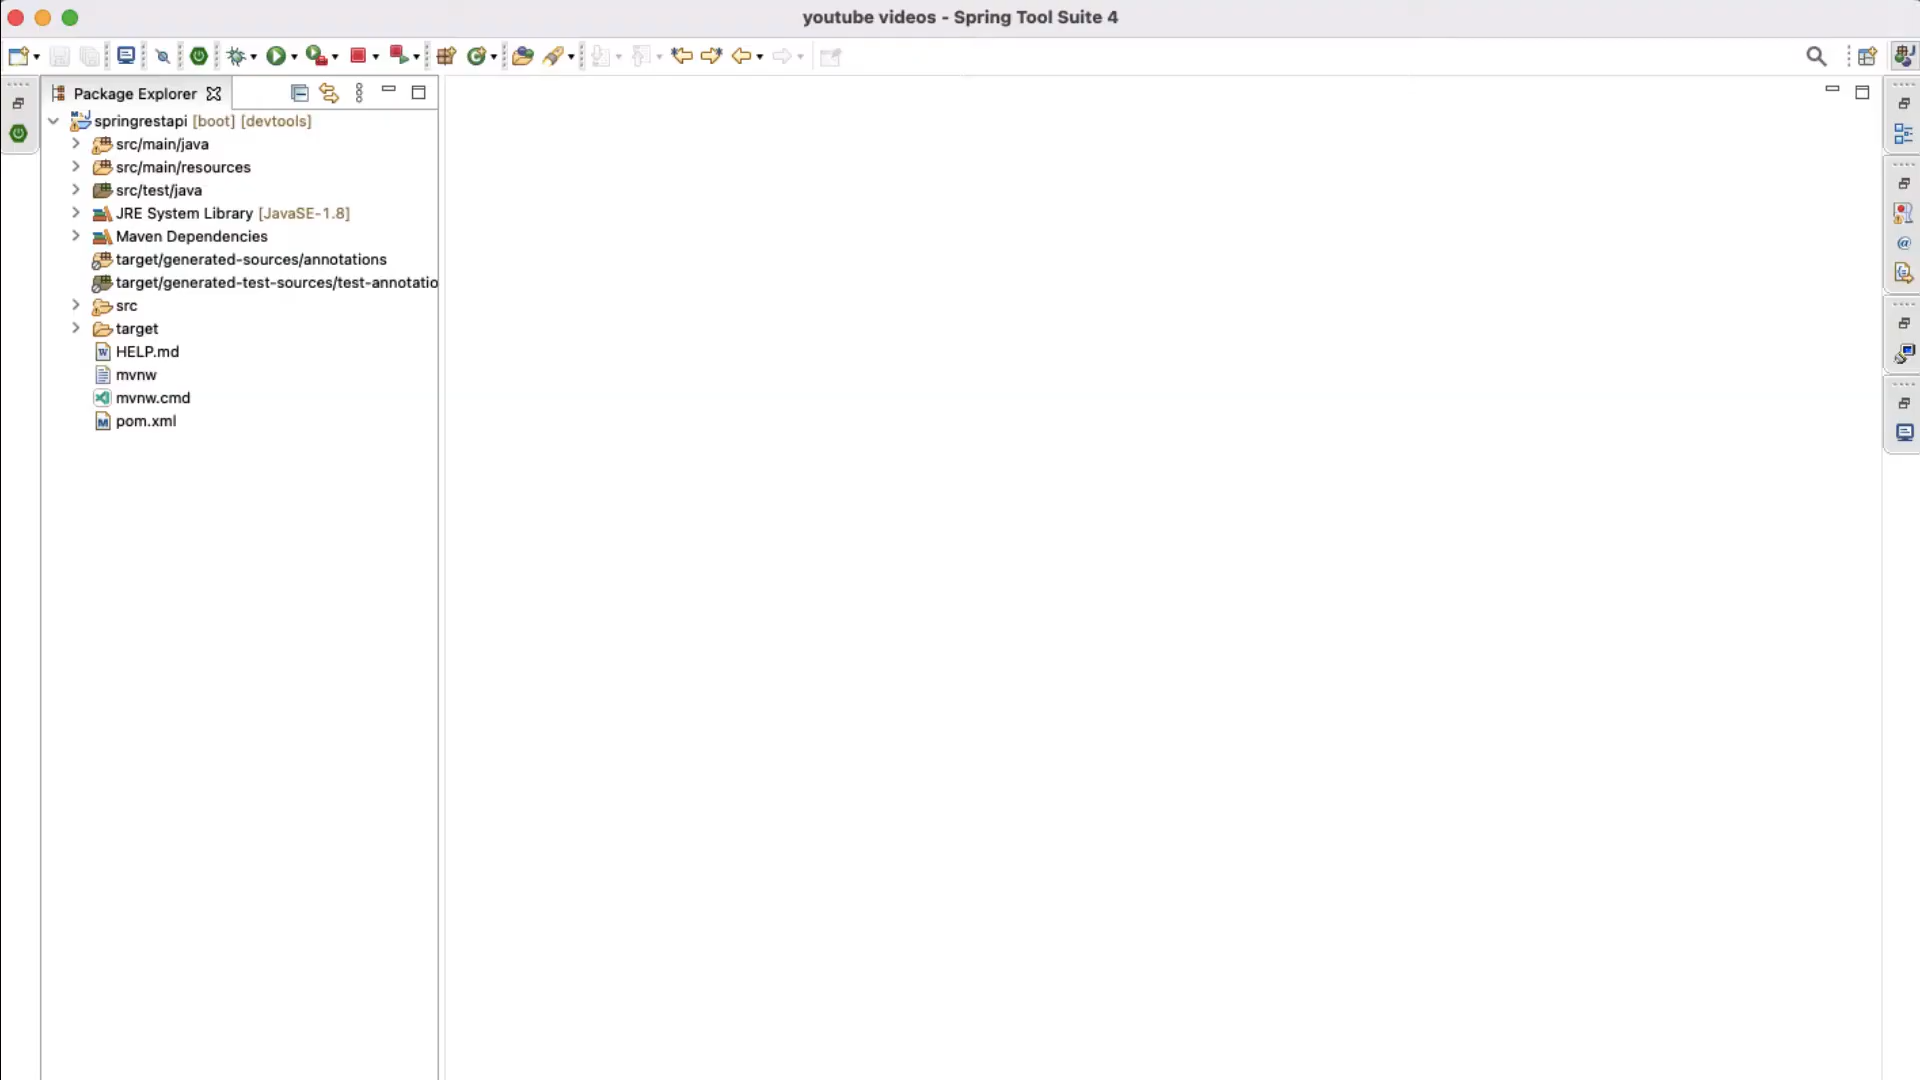 youtube videos - Spring Tool Suite 4
Package Explorer
springrestapi [boot] [devtools]
src/main/java
src/main/resources
src/test/java
JRE System Library [JavaSE-1.8]
Maven Dependencies
target/generated-sources/annotations
target/generated-test-sources/test-annotatio
src
target
HELP.md
mvnw
mvnw.cmd
pom.xml